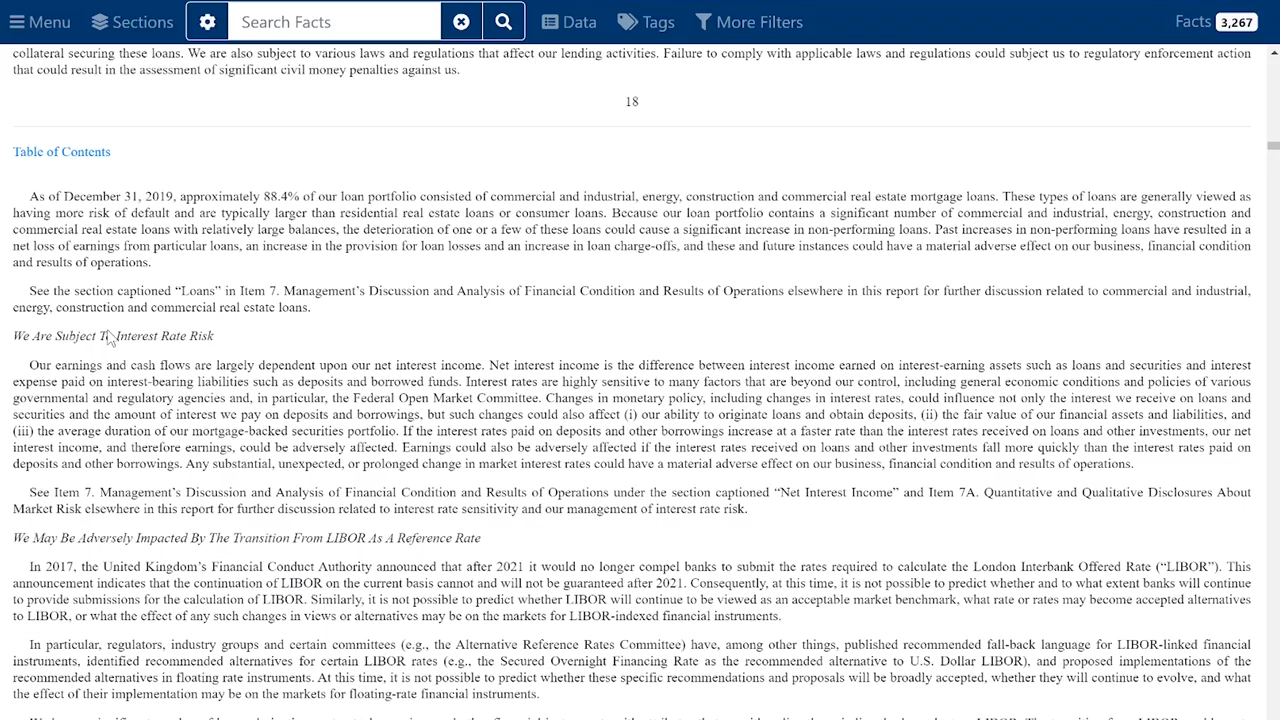 Menu Sections Search Facts Data Tags More Filters Facts 3,267
collateral securing these loans. We are also subject to various laws and regulations that affect our lending activities. Failure to comply with applicable laws and regulations could subject us to regulatory enforcement action
that could result in the assessment of significant civil money penalties against us.
18
Table of Contents
As of December 31, 2019, approximately 88.4% of our loan portfolio consisted of commercial and industrial, energy, construction and commercial real estate mortgage loans. These types of loans are generally viewed as
having more risk of default and are typically larger than residential real estate loans or consumer loans. Because our loan portfolio contains a significant number of commercial and industrial, energy, construction and
commercial real estate loans with relatively large balances, the deterioration of one or a few of these loans could cause a significant increase in non-performing loans. Past increases in non-performing loans have resulted in a
net loss of earnings from particular loans, an increase in the provision for loan losses and an increase in loan charge-offs, and these and future instances could have a material adverse effect on our business, financial condition
and results of operations.
See the section captioned “Loans” in Item 7. Management’s Discussion and Analysis of Financial Condition and Results of Operations elsewhere in this report for further discussion related to commercial and industrial,
energy, construction and commercial real estate loans.
We Are Subject To Interest Rate Risk
Our earnings and cash flows are largely dependent upon our net interest income. Net interest income is the difference between interest income earned on interest-earning assets such as loans and securities and interest
expense paid on interest-bearing liabilities such as deposits and borrowed funds. Interest rates are highly sensitive to many factors that are beyond our control, including general economic conditions and policies of various
governmental and regulatory agencies and, in particular, the Federal Open Market Committee. Changes in monetary policy, including changes in interest rates, could influence not only the interest we receive on loans and
securities and the amount of interest we pay on deposits and borrowings, but such changes could also affect (i) our ability to originate loans and obtain deposits, (ii) the fair value of our financial assets and liabilities, and
(iii) the average duration of our mortgage-backed securities portfolio. If the interest rates paid on deposits and other borrowings increase at a faster rate than the interest rates received on loans and other investments, our net
interest income, and therefore earnings, could be adversely affected. Earnings could also be adversely affected if the interest rates received on loans and other investments fall more quickly than the interest rates paid on
deposits and other borrowings. Any substantial, unexpected, or prolonged change in market interest rates could have a material adverse effect on our business, financial condition and results of operations.
See Item 7. Management’s Discussion and Analysis of Financial Condition and Results of Operations under the section captioned “Net Interest Income” and Item 7A. Quantitative and Qualitative Disclosures About
Market Risk elsewhere in this report for further discussion related to interest rate sensitivity and our management of interest rate risk.
We May Be Adversely Impacted By The Transition From LIBOR As A Reference Rate
In 2017, the United Kingdom’s Financial Conduct Authority announced that after 2021 it would no longer compel banks to submit the rates required to calculate the London Interbank Offered Rate (“LIBOR”). This
announcement indicates that the continuation of LIBOR on the current basis cannot and will not be guaranteed after 2021. Consequently, at this time, it is not possible to predict whether and to what extent banks will continue
to provide submissions for the calculation of LIBOR. Similarly, it is not possible to predict whether LIBOR will continue to be viewed as an acceptable market benchmark, what rate or rates may become accepted alternatives
to LIBOR, or what the effect of any such changes in views or alternatives may be on the markets for LIBOR-indexed financial instruments.
In particular, regulators, industry groups and certain committees (e.g., the Alternative Reference Rates Committee) have, among other things, published recommended fall-back language for LIBOR-linked financial
instruments, identified recommended alternatives for certain LIBOR rates (e.g., the Secured Overnight Financing Rate as the recommended alternative to U.S. Dollar LIBOR), and proposed implementations of the
recommended alternatives in floating rate instruments. At this time, it is not possible to predict whether these specific recommendations and proposals will be broadly accepted, whether they will continue to evolve, and what
the effect of their implementation may be on the markets for floating-rate financial instruments.